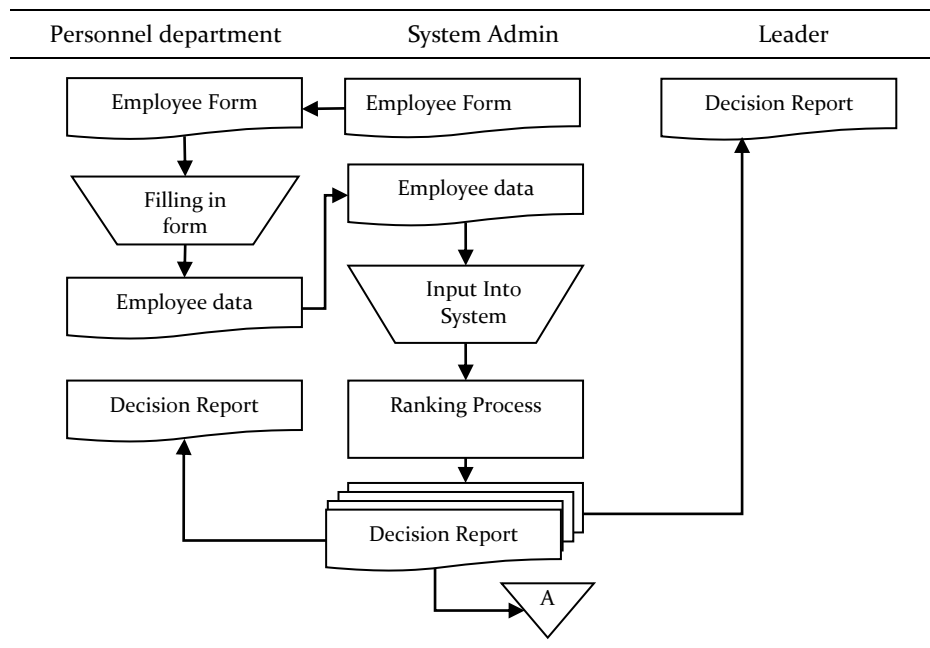 Personnel department
System Admin
Leader
Employee Form
Employee Form
Decision Report
Filling in
form
Employee data
Employee data
Input Into
System
Decision Report
Ranking Process
Decision Report
A